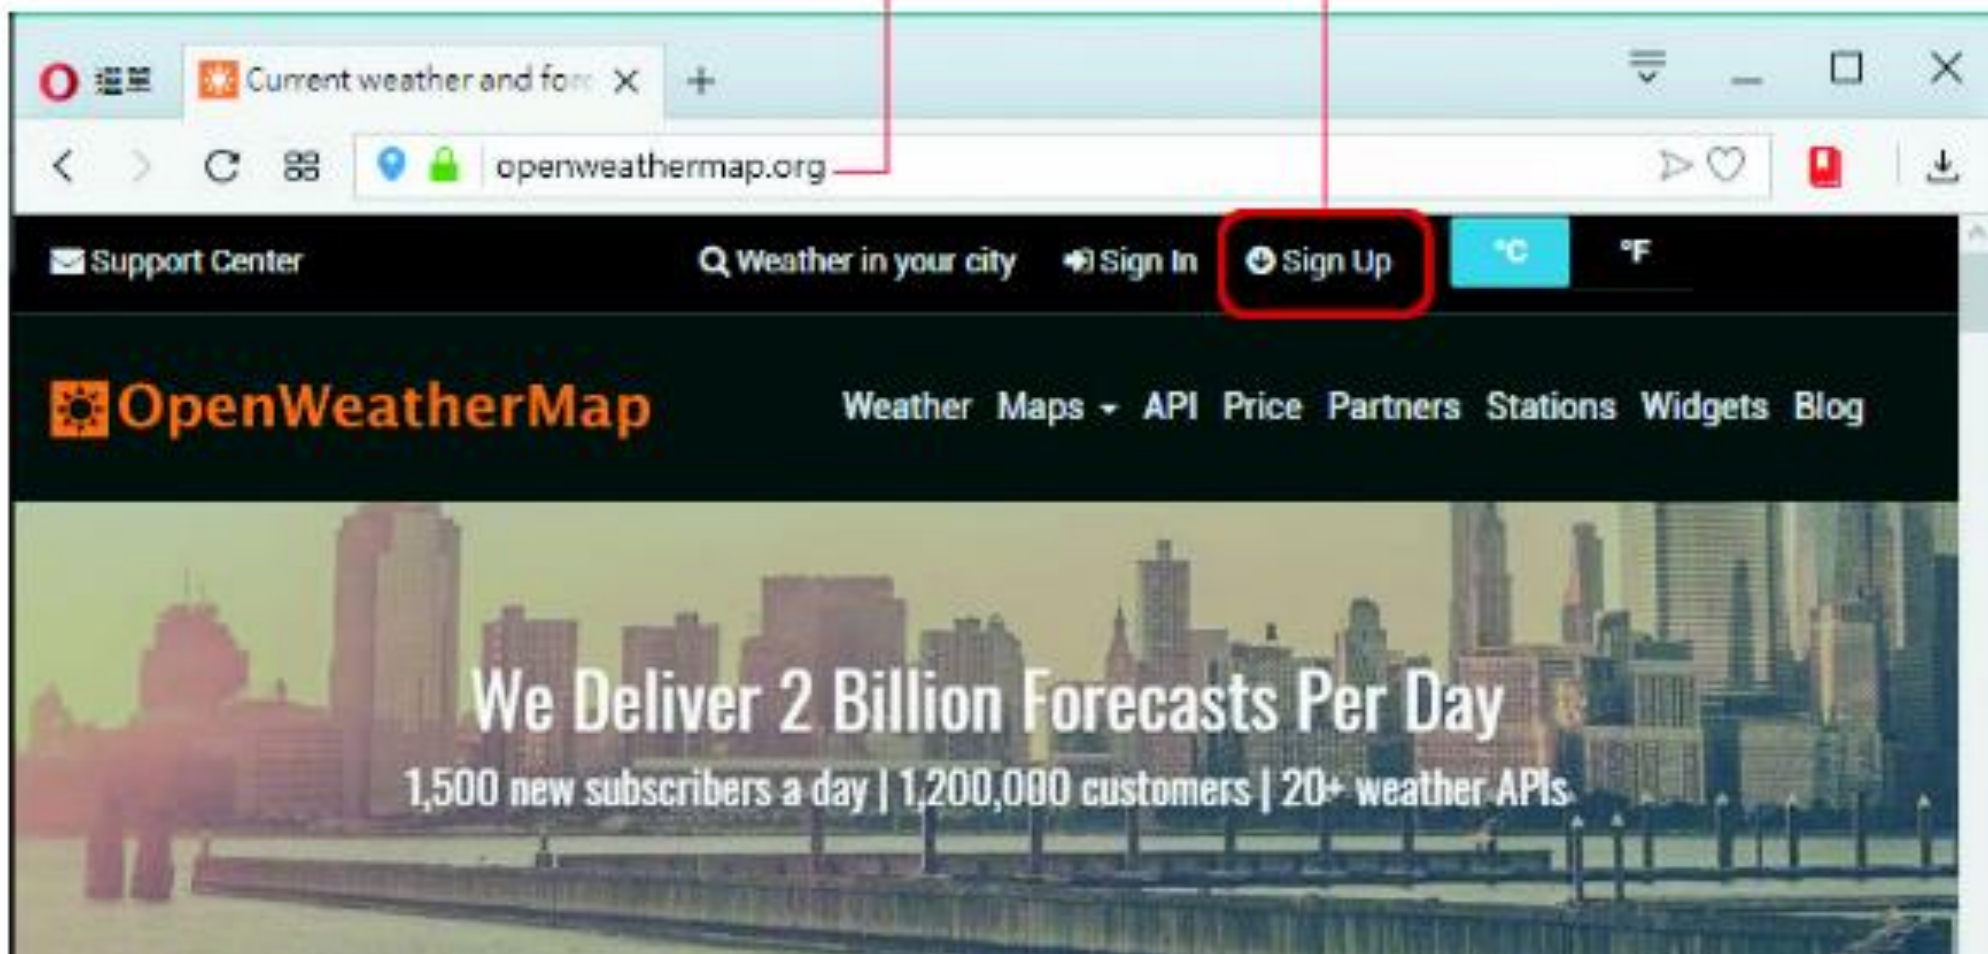 選單 Current weather and for
openweathermap.org
Support Center Weather in your city Sign In Sign Up °C °F
OpenWeatherMap Weather Maps API Price Partners Stations Widgets Blog
We Deliver 2 Billion Forecasts Per Day
1,500 new subscribers a day | 1,200,000 customers | 20+ weather APIs